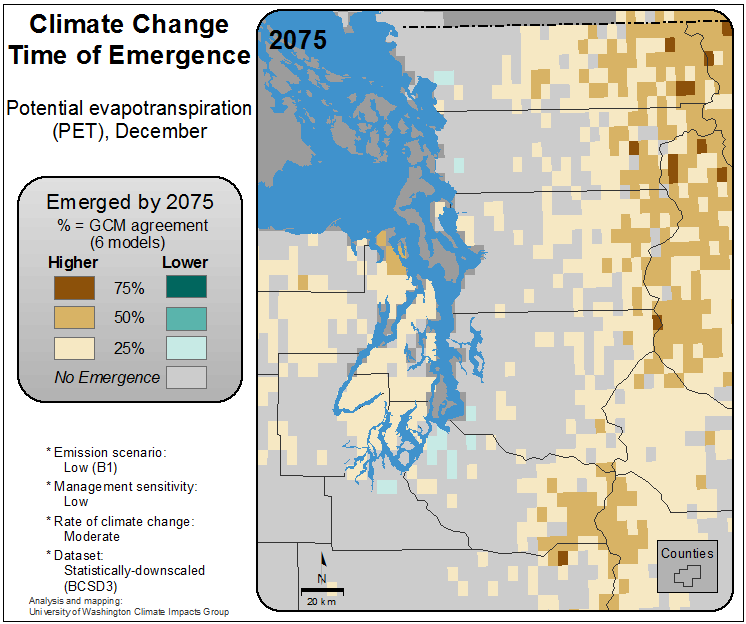 Climate Change
Time of Emergence
Potential evapotranspiration
(PET), December
Emerged by 2075
% = GCM agreement
(6 models)
Higher Lower
75%
50%
25%
No Emergence
* Emission scenario:
Low (B1)
* Management sensitivity:
Low
* Rate of climate change:
Moderate
* Dataset:
Statistically-downscaled
(BCSD3)
Analysis and mapping:
University of Washington Climate Impacts Group
2075
N
20 km
Counties